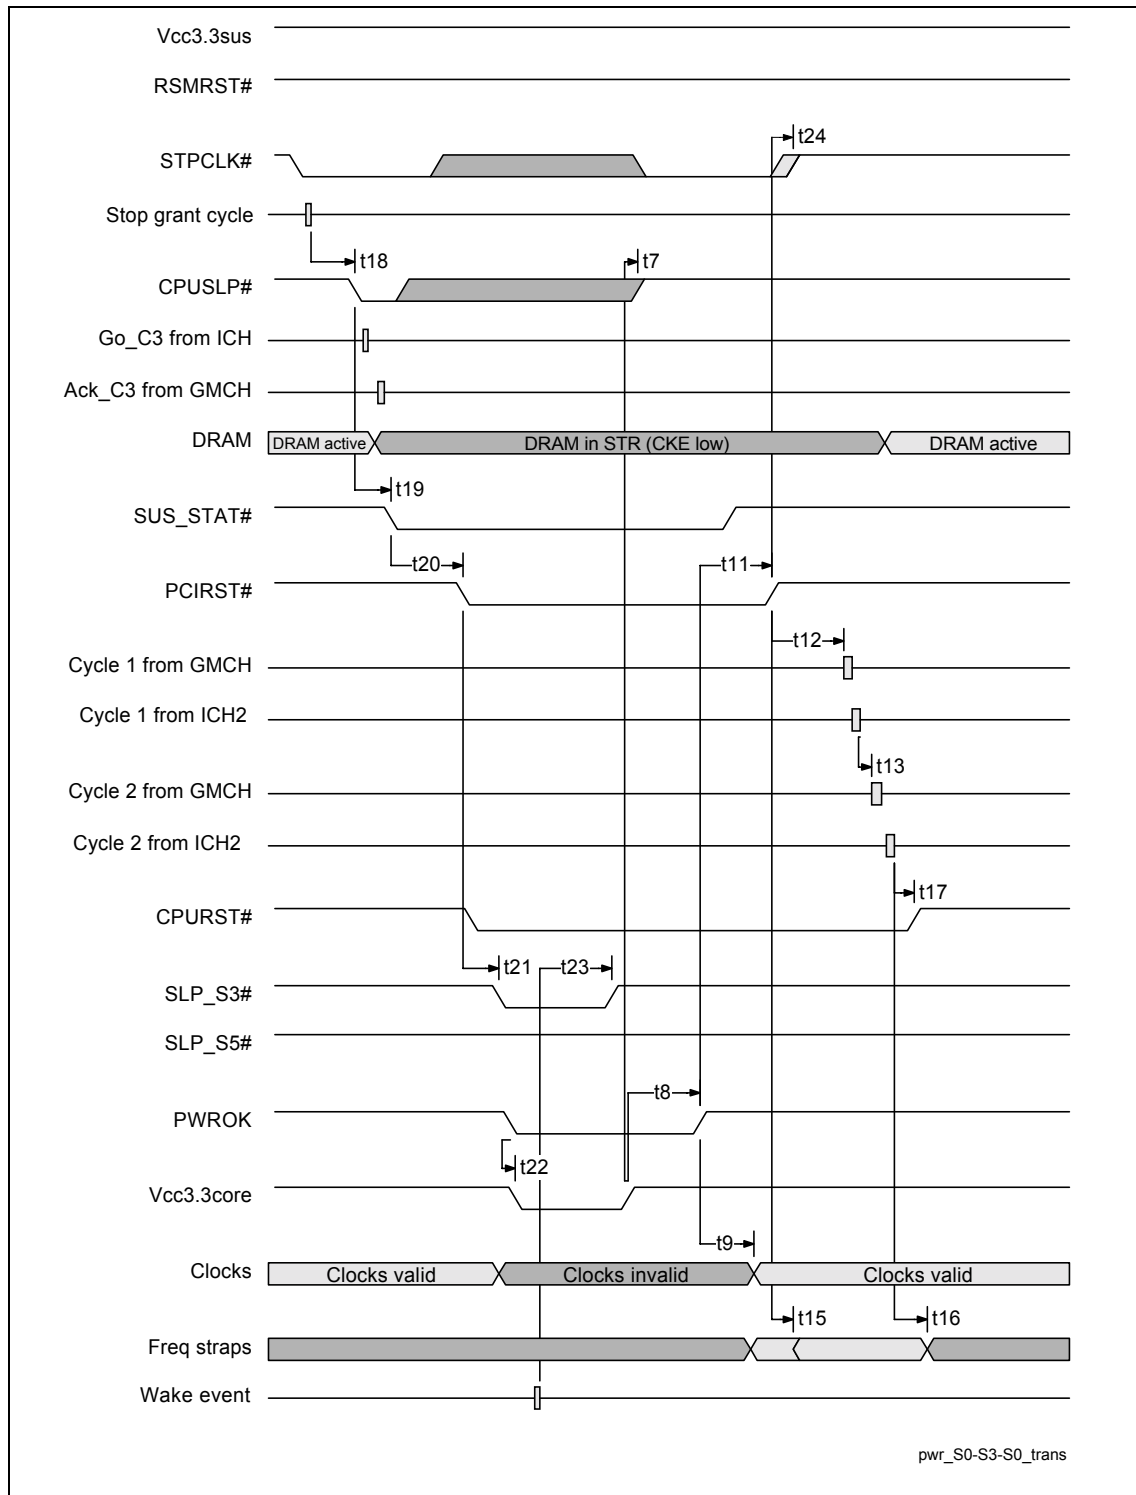 Vcc3.3sus
RSMRST#
t24
STPCLK#
Stop grant cycle
t18
t7
CPUSLP#
Go_C3 from ICH
Ack_C3 from GMCH
DRAM
DRAM active
DRAM in STR (CKE low)
DRAM active
t19
SUS_STAT#
t20
t11
PCIRST#
t12
Cycle 1 from GMCH
Cycle 1 from ICH2
t13
Cycle 2 from GMCH
Cycle 2 from ICH2
t17
CPURST#
t21
t23
SLP_S3#
SLP_S5#
t8
PWROK
t22
Vcc3.3core
t9
Clocks
Clocks valid
Clocks invalid
Clocks valid
t15
t16
Freq straps
Wake event
pwr_S0-S3-S0_trans